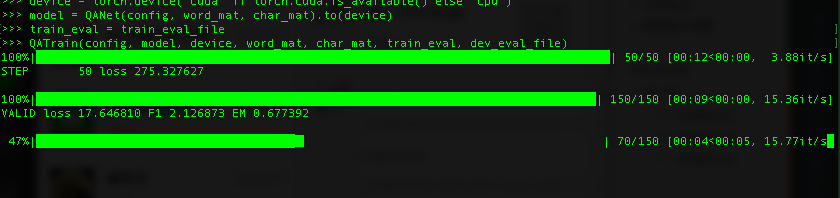 >>> device = torch.device("cuda" if torch.cuda.is_available() else "cpu")
>>> model = QANet(config, word_mat, char_mat).to(device)
>>> train_eval = train_eval_file
>>> QATrain(config, model, device, word_mat, char_mat, train_eval, dev_eval_file)
100%| | 50/50 [00:12<00:00, 3.88it/s]
STEP 50 loss 275.327627
100%| | 150/150 [00:09<00:00, 15.36it/s]
VALID loss 17.646810 F1 2.126873 EM 0.677392
47%| | 70/150 [00:04<00:05, 15.77it/s